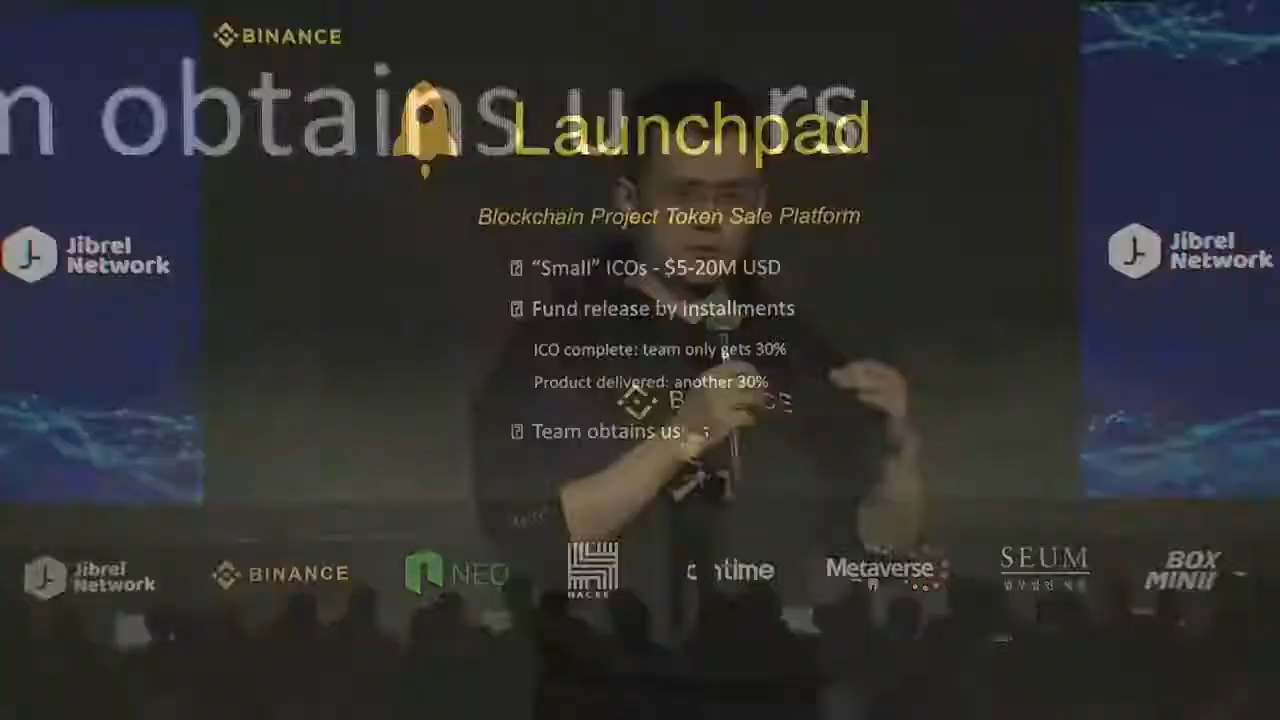 BINANCE
m obtains u rs
Launchpad
Blockchain Project Token Sale Platform
Jibrel
Network
Jibrel
Network
“Small” ICOs - $5-20M USD
Fund release by installments
ICO complete: team only gets 30%
Product delivered: another 30%
Team obtains us s
Jibrel
Network
BINANCE
NEO
Metaverse
SEUM
BOX